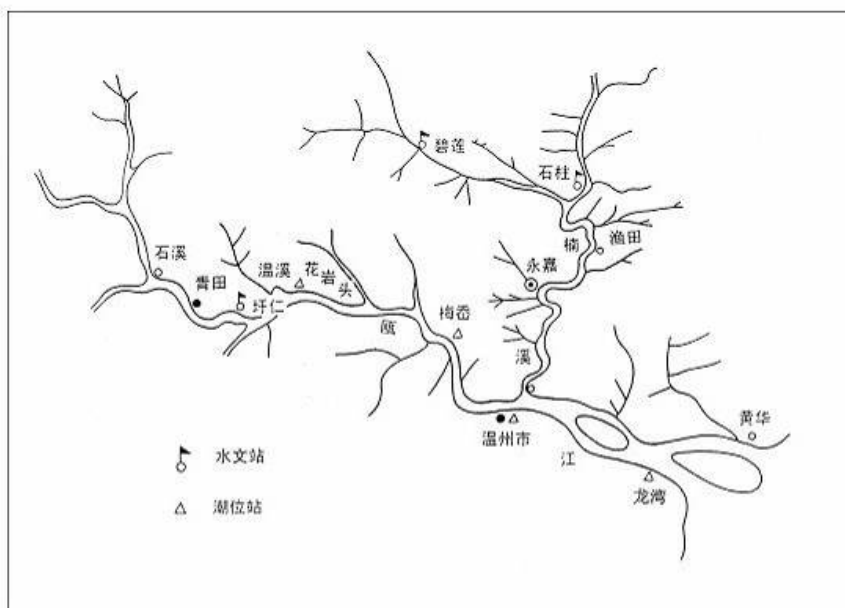 碧莲
石柱
楠
渔田
石溪
温溪
花岩头
永嘉
青田
圩仁
瓯
梅岙
溪
黄华
温州市
江
龙湾
水文站
潮位站